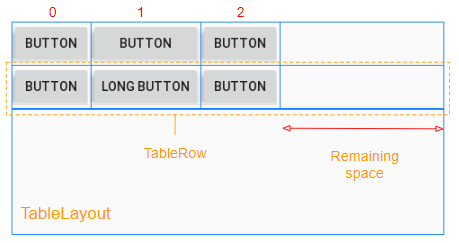 0 1 2
BUTTON BUTTON BUTTON
BUTTON LONG BUTTON BUTTON
TableRow
Remaining
space
TableLayout